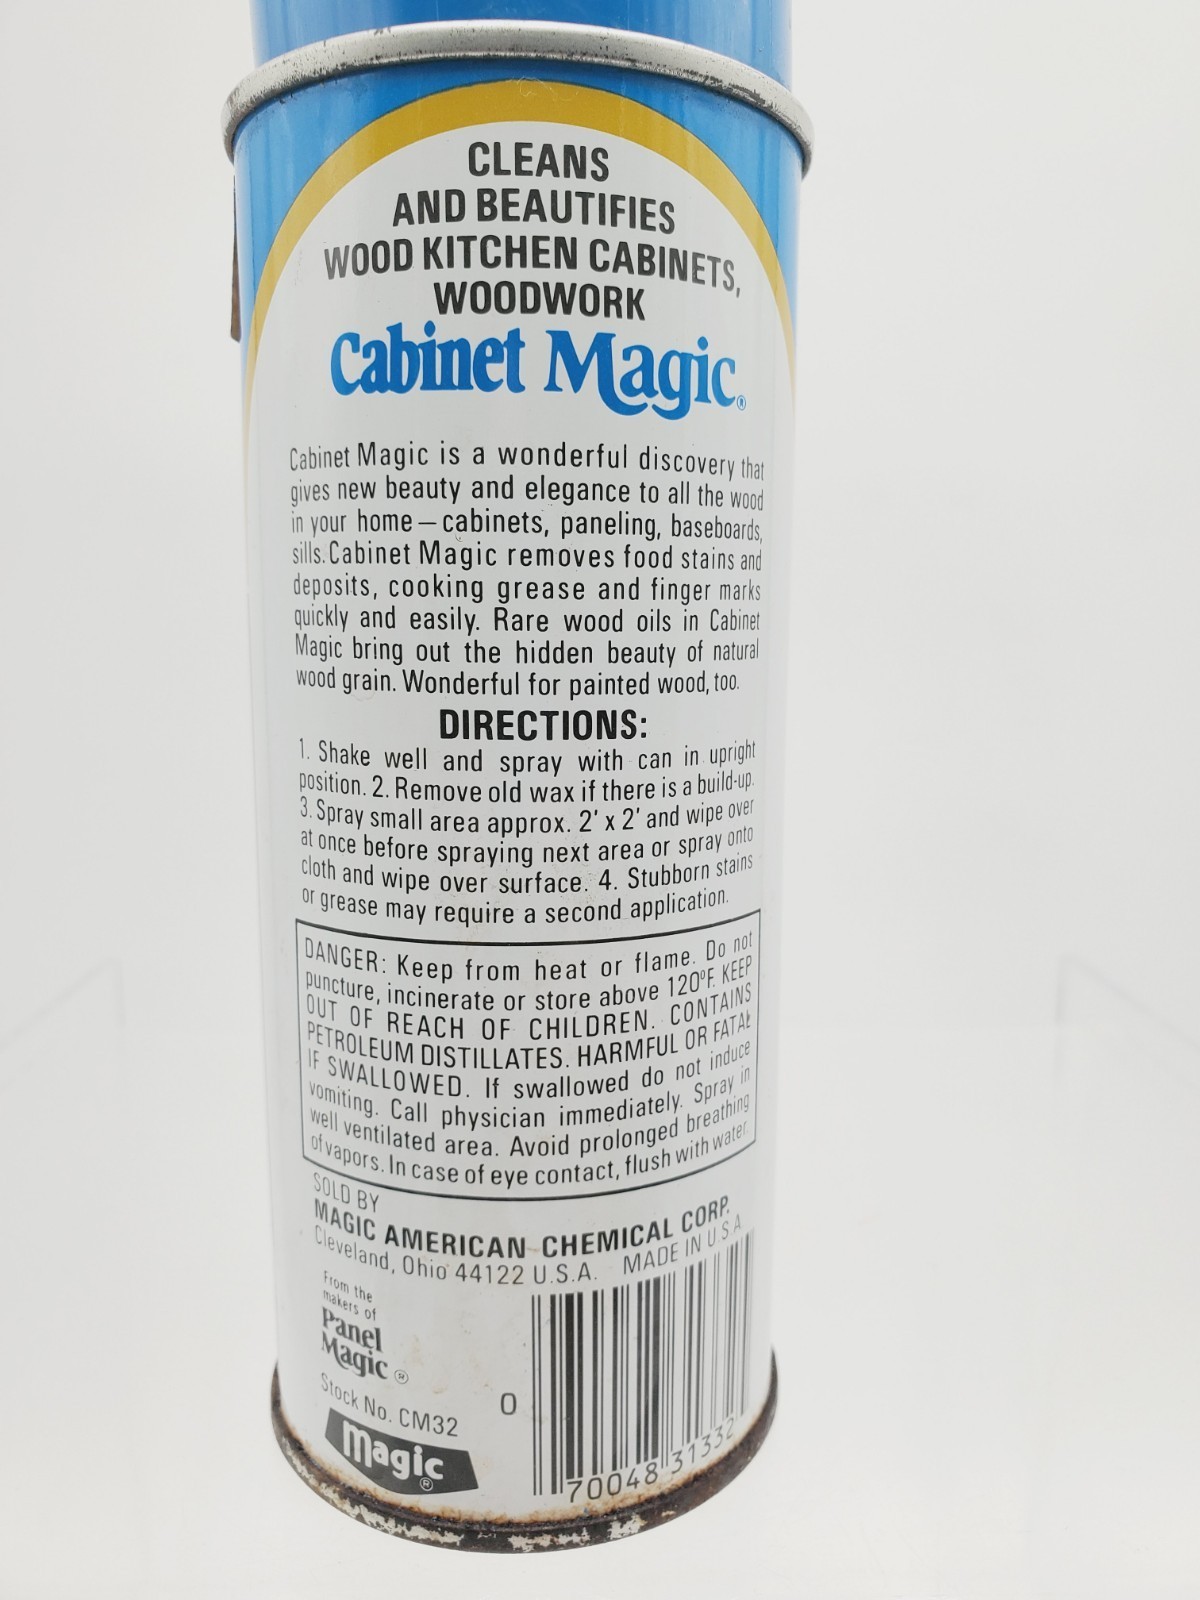 CLEANS
AND BEAUTIFIES
WOOD KITCHEN CABINETS,
WOODWORK
Cabinet Magic®
Cabinet Magic is a wonderful discovery that
gives new beauty and elegance to all the wood
in your home — cabinets, paneling, baseboards,
sills. Cabinet Magic removes food stains and
deposits, cooking grease and finger marks
quickly and easily. Rare wood oils in Cabinet
Magic bring out the hidden beauty of natural
wood grain. Wonderful for painted wood, too.
DIRECTIONS:
1. Shake well and spray with can in upright
position. 2. Remove old wax if there is a build-up.
3. Spray small area approx. 2' x 2' and wipe over
at once before spraying next area or spray onto
cloth and wipe over surface. 4. Stubborn stains
or grease may require a second application.
DANGER: Keep from heat or flame. Do not
puncture, incinerate or store above 120°F. KEEP
OUT OF REACH OF CHILDREN. CONTAINS
PETROLEUM DISTILLATES. HARMFUL OR FATAL
IF SWALLOWED. If swallowed do not induce
vomiting. Call physician immediately. Spray in
well ventilated area. Avoid prolonged breathing
of vapors. In case of eye contact, flush with water.
SOLD BY
MAGIC AMERICAN CHEMICAL CORP.
Cleveland, Ohio 44122 U.S.A. MADE IN U.S.A
From the
makers of
Panel
Magic®
Stock No. CM32
magic®
0 70048 31332